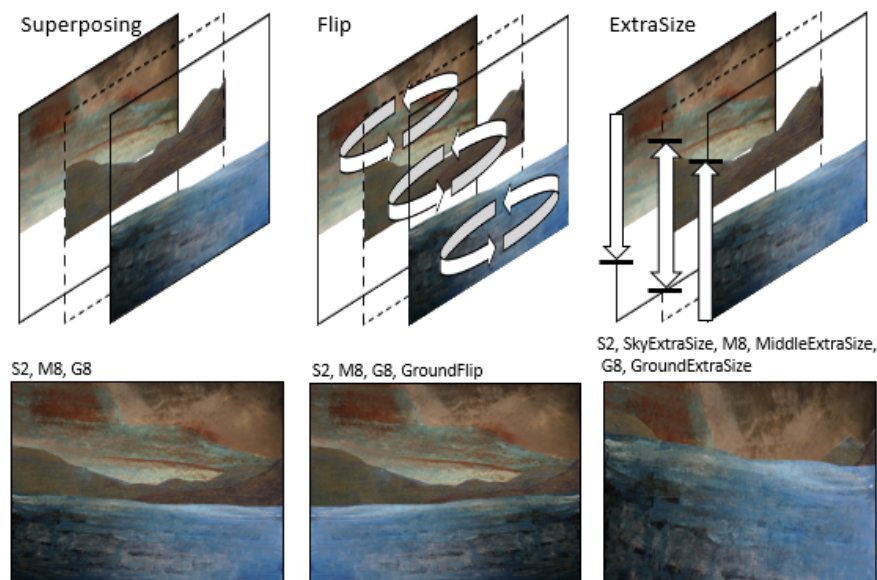 Superposing
Flip
ExtraSize
S2, M8, G8
S2, M8, G8, GroundFlip
S2, SkyExtraSize, M8, MiddleExtraSize,
G8, GroundExtraSize